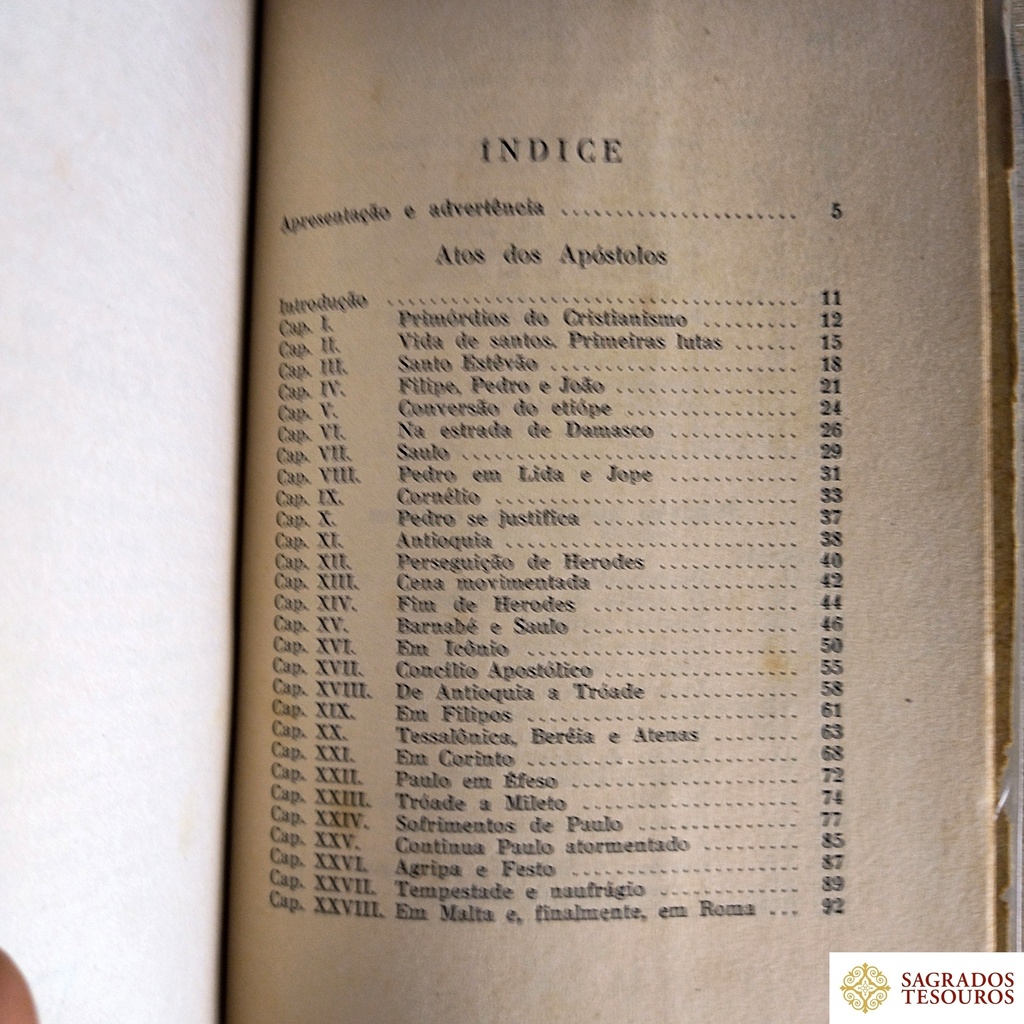 ÍNDICE
Apresentação e advertência ...................... 5
Atos dos Apóstolos
Introdução ...................................... 11
Cap. I. Primórdios do Cristianismo ......... 12
Cap. II. Vida de santos. Primeiras lutas ...... 15
Cap. III. Santo Estêvão ......................... 18
Cap. IV. Filipe, Pedro e João .................. 21
Cap. V. Conversão do etíope .................. 24
Cap. VI. Na estrada de Damasco ............. 26
Cap. VII. Saulo .................................. 29
Cap. VIII. Pedro em Lida e Jope .............. 31
Cap. IX. Cornélio ............................... 33
Cap. X. Pedro se justifica ..................... 37
Cap. XI. Antioquia .............................. 38
Cap. XII. Perseguição de Herodes .............. 40
Cap. XIII. Cena movimentada .................... 42
Cap. XIV. Fim de Herodes ...................... 44
Cap. XV. Barnabé e Saulo ...................... 46
Cap. XVI. Em Icônio ............................ 50
Cap. XVII. Concílio Apostólico .................... 55
Cap. XVIII. De Antioquia a Tróade .............. 58
Cap. XIX. Em Filipos ............................ 61
Cap. XX. Tessalônica, Beréia e Atenas ........ 63
Cap. XXI. Em Corinto ........................... 68
Cap. XXII. Paulo em Éfeso ....................... 72
Cap. XXIII. Tróade a Mileto ...................... 74
Cap. XXIV. Sofrimentos de Paulo ................ 77
Cap. XXV. Continua Paulo atormentado .......... 85
Cap. XXVI. Agripa e Festo ...................... 87
Cap. XXVII. Tempestade e naufrágio ............. 89
Cap. XXVIII. Em Malta e, finalmente, em Roma ... 92
SAGRADOS
TESOUROS